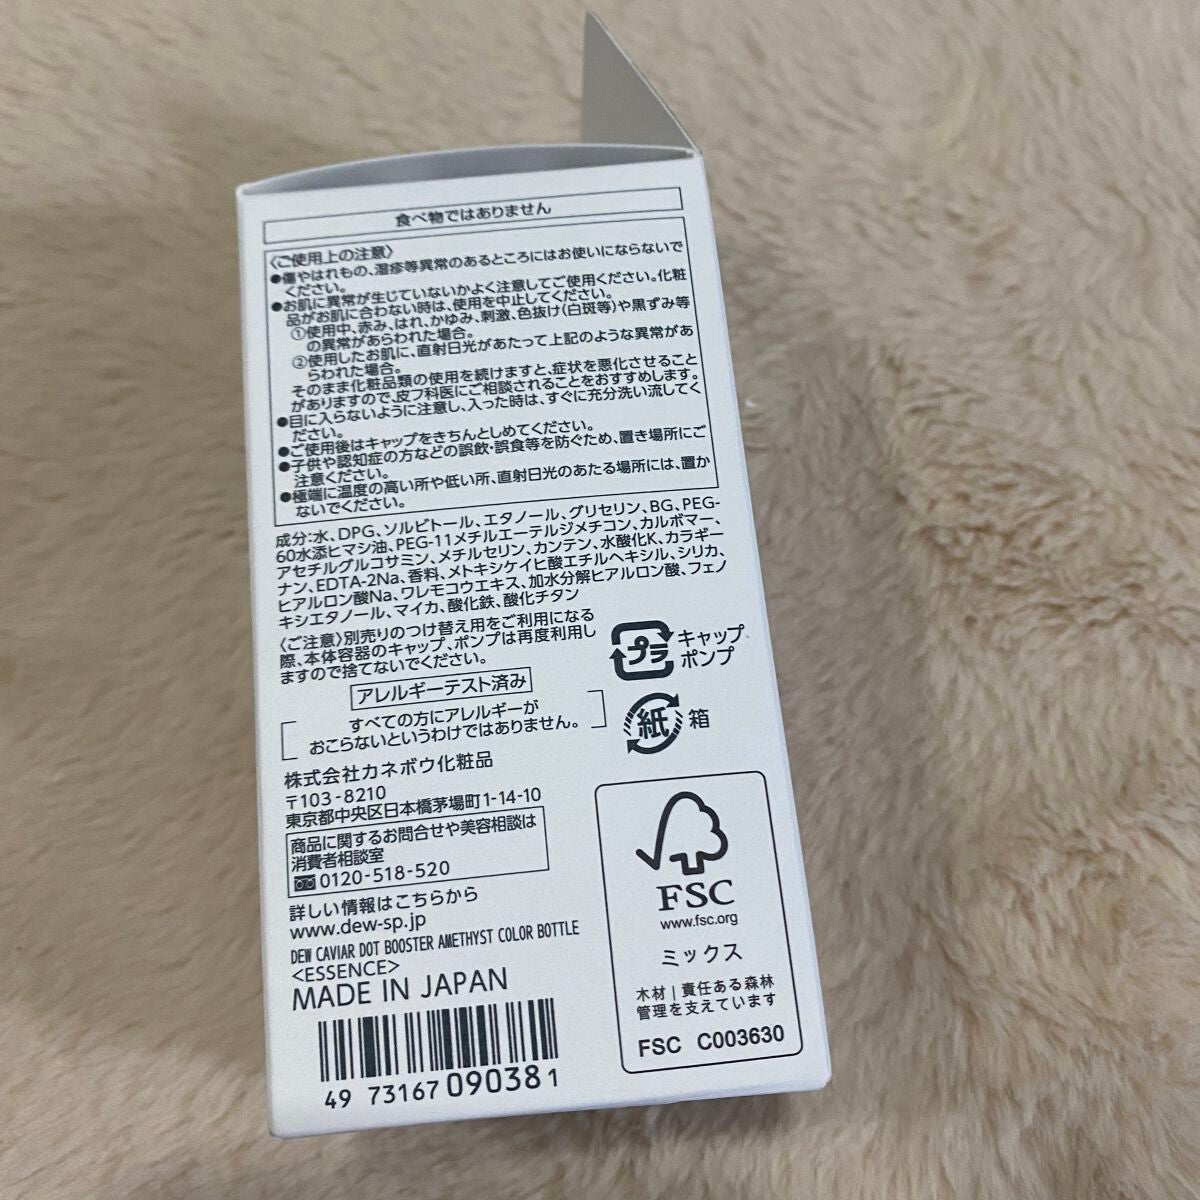 食べ物ではありません
〈ご使用上の注意〉
●傷やはれもの、湿疹等異常のあるところにはお使いにならないで
ください。
●お肌に異常が生じていないかよく注意してご使用ください。化粧
品がお肌に合わない時は、使用を中止してください。
①使用中、赤み、はれ、かゆみ、刺激、色抜け(白斑等)や黒ずみ等
の異常があらわれた場合。
②使用したお肌に、直射日光があたって上記のような異常があ
らわれた場合。
そのまま化粧品類の使用を続けますと、症状を悪化させること
がありますので、皮フ科医にご相談されることをおすすめします。
●目に入らないように注意し、入った時は、すぐに充分洗い流してく
ださい。
●ご使用後はキャップをきちんとしめてください。
●子供や認知症の方などの誤飲・誤食等を防ぐため、置き場所にご
注意ください。
●極端に温度の高い所や低い所、直射日光のあたる場所には、置か
ないでください。
成分:水、DPG、ソルビトール、エタノール、グリセリン、BG、PEG-
60水添ヒマシ油、PEG-11メチルエーテルジメチコン、カルボマー、
アセチルグルコサミン、メチルセリン、カンテン、水酸化K、カラギー
ナン、EDTA-2Na、香料、メトキシケイヒ酸エチルヘキシル、シリカ、
ヒアルロン酸Na、ワレモコウエキス、加水分解ヒアルロン酸、フェノ
キシエタノール、マイカ、酸化鉄、酸化チタン
〈ご注意〉別売りのつけ替え用をご利用になる
際、本体容器のキャップ、ポンプは再度利用し
ますので捨てないでください。
アレルギーテスト済み
すべての方にアレルギーが
おこらないというわけではありません。
プラ
キャップ
ポンプ
紙
箱
株式会社カネボウ化粧品
〒103-8210
東京都中央区日本橋茅場町1-14-10
商品に関するお問合せや美容相談は
消費者相談室
0120-518-520
詳しい情報はこちらから
www.dew-sp.jp
DEW CAVIAR DOT BOOSTER AMETHYST COLOR BOTTLE
<ESSENCE>
MADE IN JAPAN
49 73167 090381
FSC
www.fsc.org
ミックス
木材｜責任ある森林
管理を支えています
FSC C003630